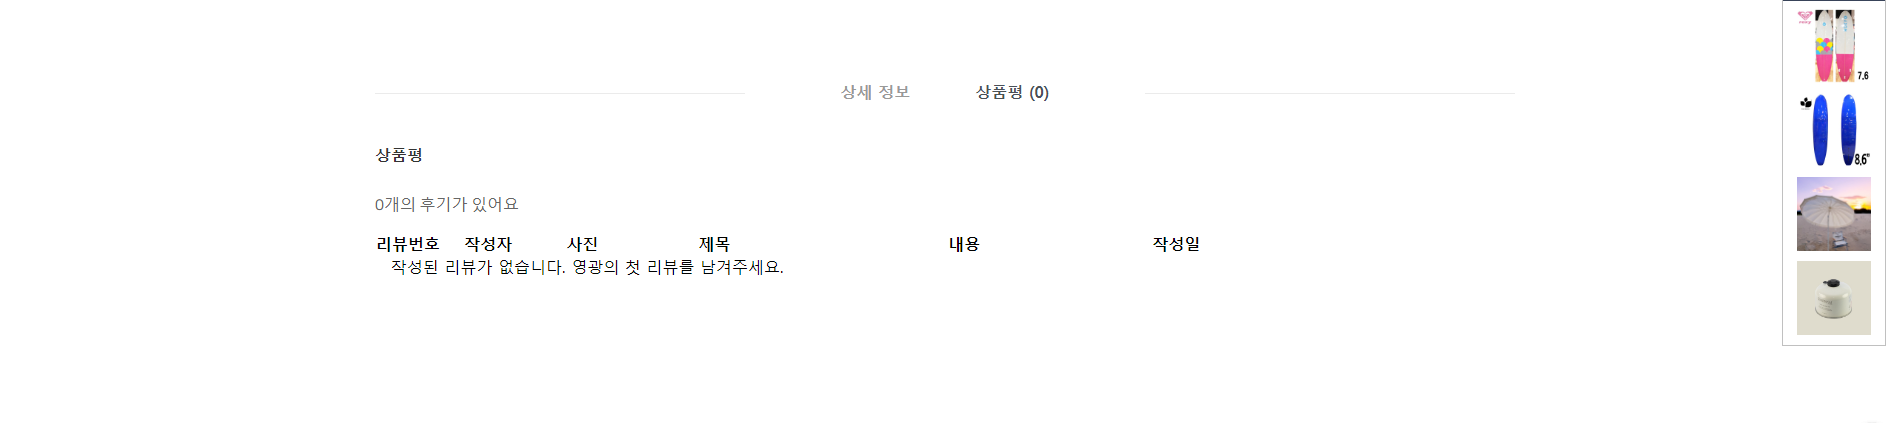 상세 정보 상품평 (0)
상품평
0개의 후기가 있어요
리뷰번호 작성자 사진 제목 내용 작성일
작성된 리뷰가 없습니다. 영광의 첫 리뷰를 남겨주세요.
7.6
8,6"